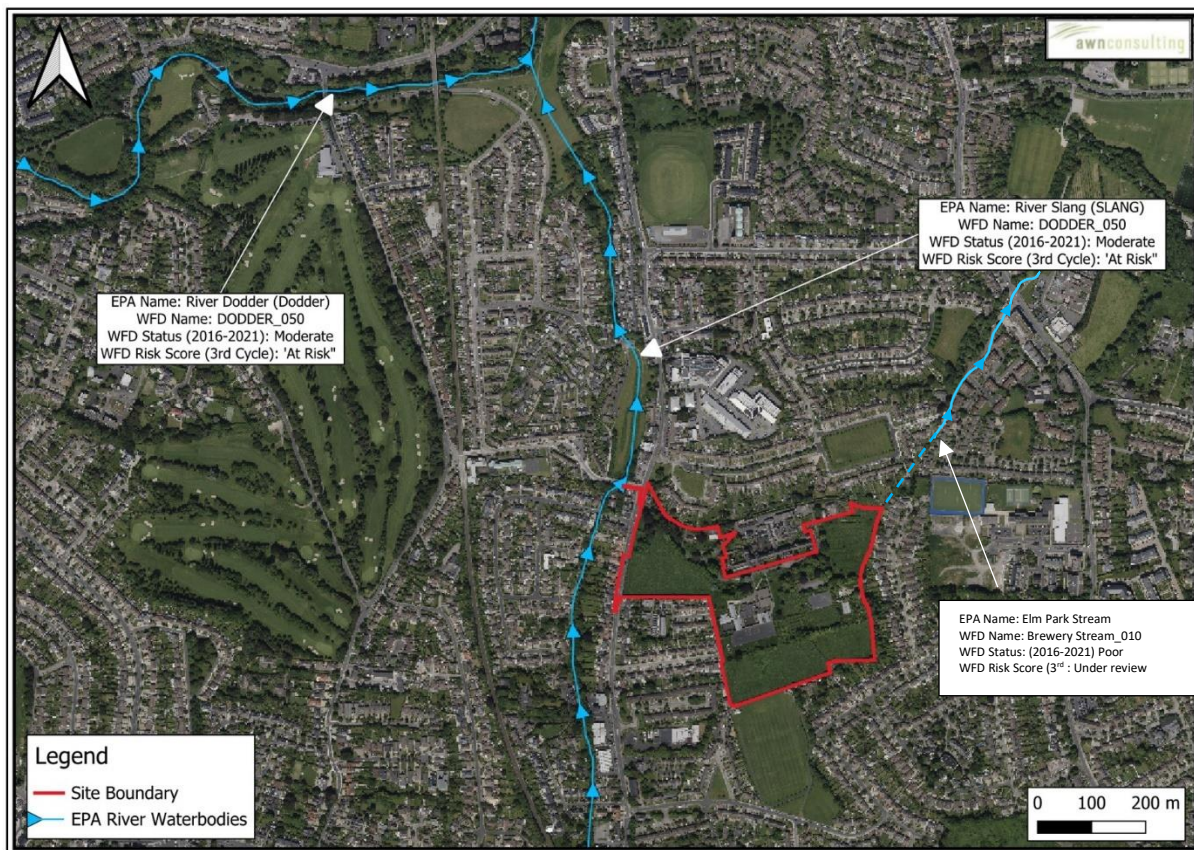 awnconsulting
EPA Name: River Slang (SLANG)
WFD Name: DODDER_050
WFD Status (2016-2021): Moderate
WFD Risk Score (3rd Cycle): 'At Risk"
EPA Name: River Dodder (Dodder)
WFD Name: DODDER_050
WFD Status (2016-2021): Moderate
WFD Risk Score (3rd Cycle): 'At Risk"
EPA Name: Elm Park Stream
WFD Name: Brewery Stream_010
WFD Status: (2016-2021) Poor
WFD Risk Score (3rd : Under review
Legend
Site Boundary
EPA River Waterbodies
0 100 200 m